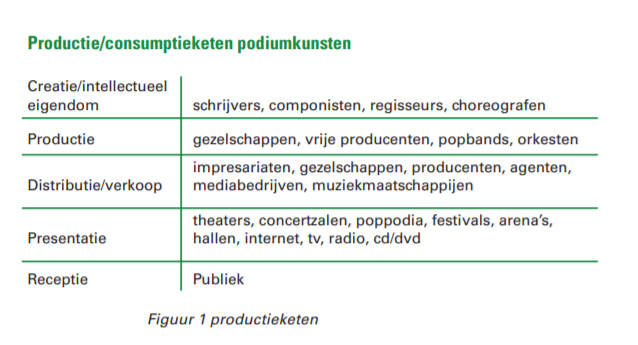 Productie/consumptieketen podiumkunsten
Creatie/intellectueel
eigendom schrijvers, componisten, regisseurs, choreografen
Productie gezelschappen, vrije producenten, popbands, orkesten
impresariaten, gezelschappen, producenten, agenten,
Distributie/verkoop mediabedrijven, muziekmaatschappijen
theaters, concertzalen, poppodia, festivals, arena's,
Presentatie hallen, internet, tv, radio, cd/dvd
Receptie Publiek
Figuur 1 productieketen